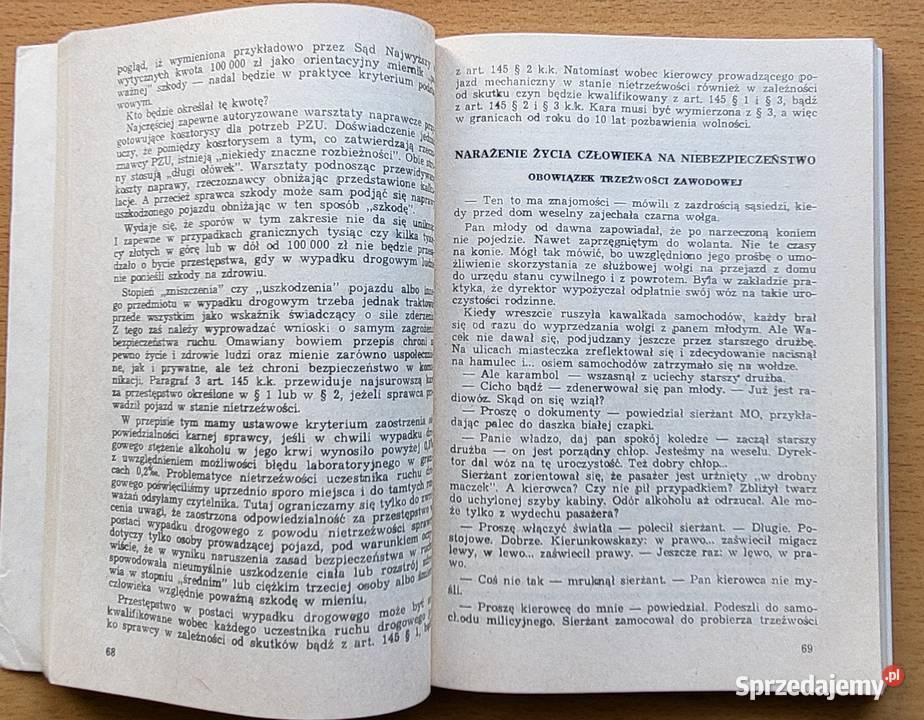 pogląd, iż wymieniona przykładowo przez Sąd Najwyższy
wytycznych kwota 100 000 zł jako orientacyjny miernik
ważnej" szkody — nadal będzie w praktyce kryterium
wowym.
Kto będzie określał tę kwotę?
Najczęściej zapewne autoryzowane warsztaty naprawcze
gotowujące kosztorysy dla potrzeb PZU. Doświadczenie
uczy, że pomiędzy kosztorysem a tym, co zatwierdzają
znawcy PZU, istnieją „niekiedy znaczne rozbieżności". Obie
ny stosują „długi ołówek". Warsztaty podnosząc
koszty naprawy, rzeczoznawcy obniżając przedstawione
lacje. A przecież sprawca szkody może sam podjąć się
uszkodzonego pojazdu obniżając w ten sposób „szkodę".
Wydaje się, że sporów w tym zakresie nie da się
I zapewne w przypadkach granicznych tysiąc czy kilka
cy złotych w górę lub w dół od 100 000 zł nie będzie
dzało o bycie przestępstwa, gdy w wypadku drogowym
nie ponieśli szkody na zdrowiu.
Stopień „zniszczenia" czy „uszkodzenia" pojazdu albo
go przedmiotu w wypadku drogowym trzeba jednak
przede wszystkim jako wskaźnik świadczący o sile
Z tego zaś należy wyprowadzać wnioski o samym
bezpieczeństwa ruchu. Omawiany bowiem przepis chroni
pewno życie i zdrowie ludzi oraz mienie zarówno
ne, jak i prywatne, ale też chroni bezpieczeństwo w
nikacji. Paragraf 3 art. 145 k.k. przewiduje najsurowszą
za przestępstwo określone w § 1 lub w § 2, jeżeli sprawca
wadził pojazd w stanie nietrzeźwości.
W przepisie tym mamy ustawowe kryterium zaostrzenia
powiedzialności karnej sprawcy, jeśli w chwili wypadku
gowego stężenie alkoholu w jego krwi wynosiło powyżej
z uwzględnieniem możliwości błędu laboratoryjnego w
cach 0,2‰. Problematyce nietrzeźwości uczestnika ruchu
gowego poświęciliśmy uprzednio sporo miejsca i do tamtych
ważań odsyłamy czytelnika. Tutaj ograniczamy się tylko do
cenia uwagi, że zaostrzona odpowiedzialność za przestępstwo
postaci wypadku drogowego z powodu nietrzeźwości
dotyczy tylko osoby prowadzącej pojazd, pod warunkiem
wiście, że w wyniku naruszenia zasad bezpieczeństwa w
spowodowała nieumyślnie uszkodzenie ciała lub rozstrój
wia w stopniu „średnim" lub ciężkim trzeciej osoby albo
człowieka względnie poważną szkodę w mieniu.
Przestępstwo w postaci wypadku drogowego może być
kwalifikowane wobec każdego uczestnika ruchu drogowego
ko sprawcy w zależności od skutków bądź z art. 145 § 1,
68
z art. 145 § 2 k.k. Natomiast wobec kierowcy prowadzącego po-
jazd mechaniczny w stanie nietrzeźwości również w zależności
od skutku czyn będzie kwalifikowany z art. 145 § 1 i § 3, bądź
z art. 145 § 2 i § 3 k.k. Kara musi być wymierzona z § 3, a więc
w granicach od roku do 10 lat pozbawienia wolności.
NARAŻENIE ŻYCIA CZŁOWIEKA NA NIEBEZPIECZEŃSTWO
OBOWIĄZEK TRZEŹWOŚCI ZAWODOWEJ
— Ten to ma znajomości — mówili z zazdrością sąsiedzi, kie-
dy przed dom weselny zajechała czarna wołga.
Pan młody od dawna zapowiadał, że po narzeczoną koniem
nie pojedzie. Nawet zaprzęgniętym do wolanta. Nie te czasy
na konie. Mógł tak mówić, bo uwzględniono jego prośbę o umo-
żliwienie skorzystania ze służbowej wołgi na przejazd z domu
do urzędu stanu cywilnego i z powrotem. Była w zakładzie pra-
ktyka, że dyrektor wypożyczał odpłatnie swój wóz na takie uro-
czystości rodzinne.
Kiedy wreszcie ruszyła kawalkada samochodów, każdy brał
się od razu do wyprzedzania wołgi z panem młodym. Ale Wa-
cek nie dawał się, podjudzany jeszcze przez starszego drużbę.
Na ulicach miasteczka zreflektował się i zdecydowanie nacisnął
na hamulec i... osiem samochodów zatrzymało się na wołdze.
— Ale karambol — wszasnął z uciechy starszy drużba.
— Cicho bądź — zdenerwował się pan młody. — Już jest ra-
diowóz. Skąd on się wziął?
— Proszę o dokumenty — powiedział sierżant MO, przykła-
dając palec do daszka białej czapki.
— Panie władzo, daj pan spokój koledze — zaczął starszy
drużba — on jest porządny chłop. Jesteśmy na weselu. Dyrek-
tor dał wóz na tę uroczystość. Też dobry chłop...
Sierżant zorientował się, że pasażer jest urżnięty „w drobny
maczek". A kierowca? Czy nie pił przypadkiem? Zbliżył twarz
do uchylonej szyby kabiny. Odór alkoholu aż odrzucał. Ale mo-
że tylko z wydechu pasażera?
— Proszę włączyć światła — polecił sierżant. — Długie. Po-
stojowe. Dobrze. Kierunkowskazy: w prawo... zaświecił migacz
lewy, w lewo... zaświecił prawy. — Jeszcze raz: w lewo, w pra-
wo.
— Coś nie tak — mruknął sierżant. — Pan kierowca nie my-
śli.
— Proszę kierowcę do mnie — powiedział. Podeszli do samo-
chodu milicyjnego. Sierżant zamocował do probierza trzeźwości
69
Sprzedajemy.pl